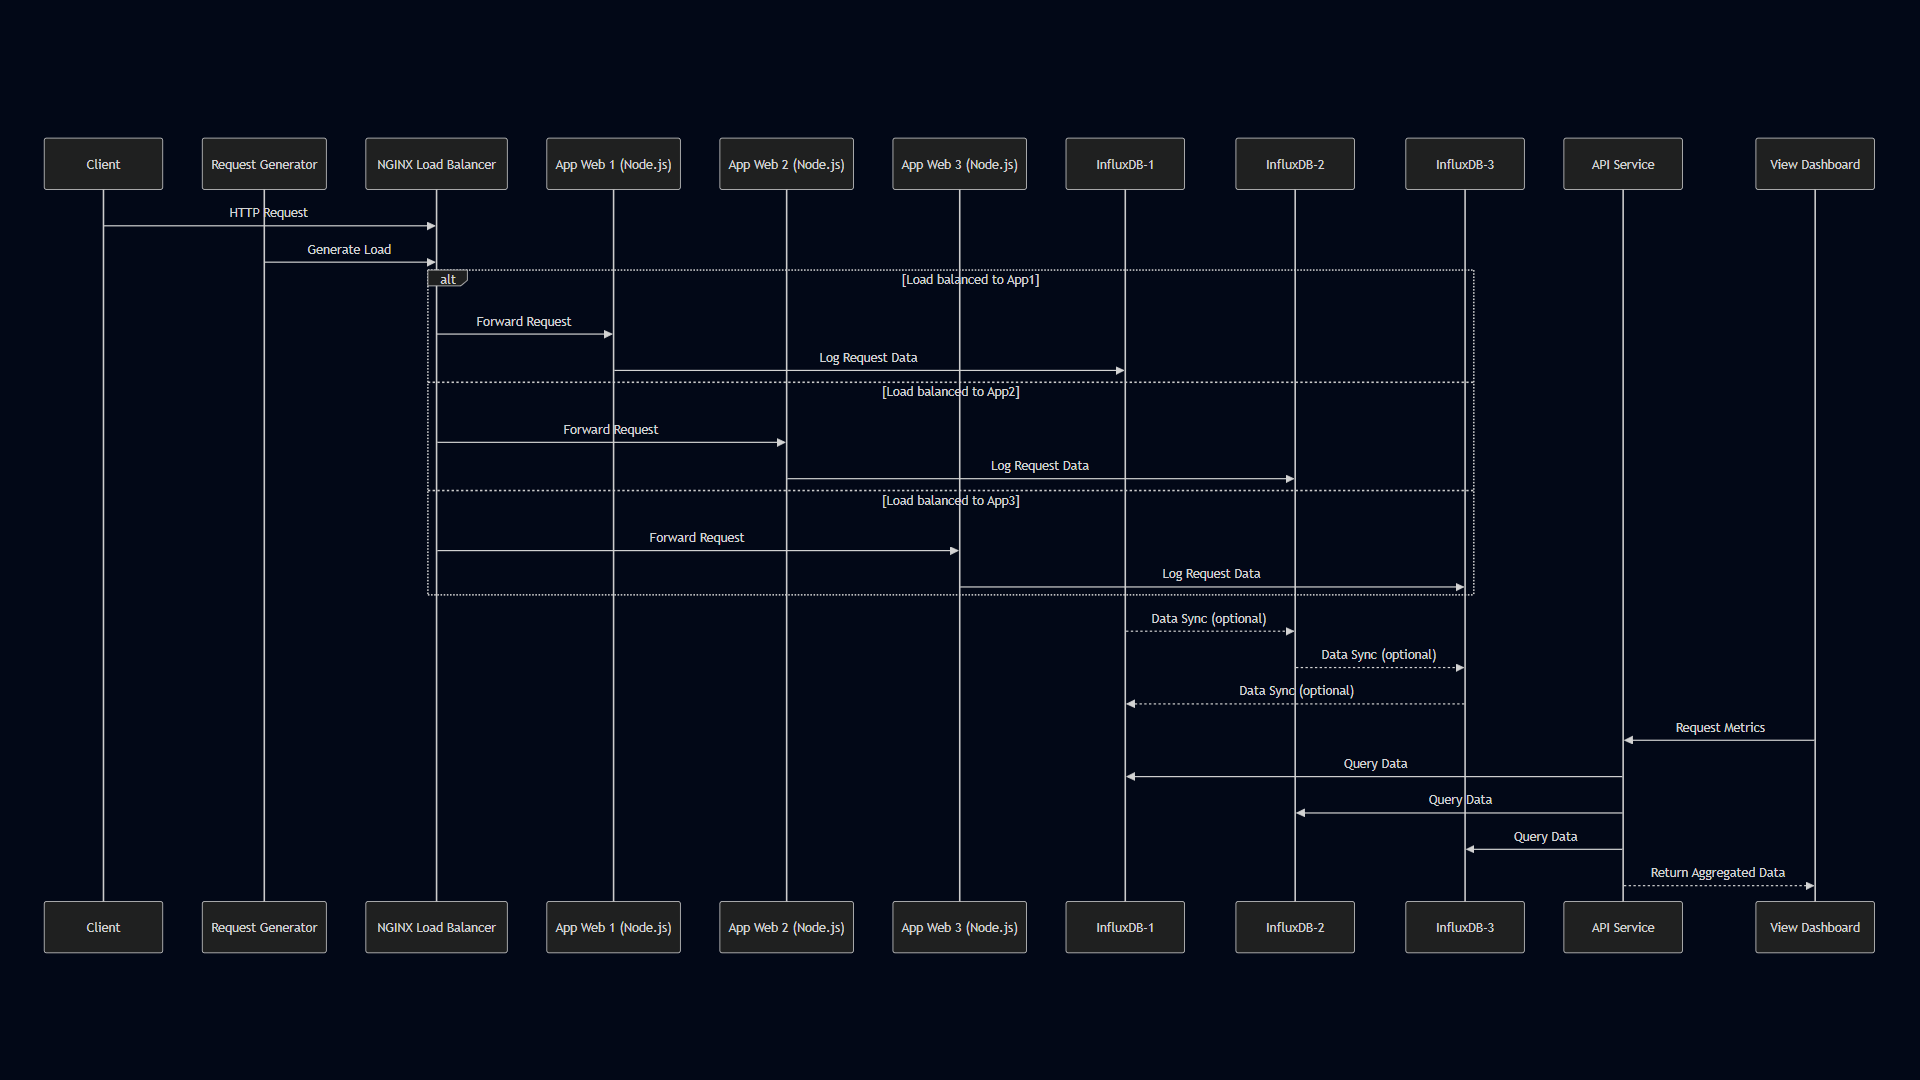 Client
Request Generator
NGINX Load Balancer
App Web 1 (Node.js)
App Web 2 (Node.js)
App Web 3 (Node.js)
InfluxDB-1
InfluxDB-2
InfluxDB-3
API Service
View Dashboard
HTTP Request
Generate Load
alt
[Load balanced to App1]
Forward Request
Log Request Data
[Load balanced to App2]
Forward Request
Log Request Data
[Load balanced to App3]
Forward Request
Log Request Data
Data Sync (optional)
Data Sync (optional)
Data Sync (optional)
Request Metrics
Query Data
Query Data
Query Data
Return Aggregated Data
Client
Request Generator
NGINX Load Balancer
App Web 1 (Node.js)
App Web 2 (Node.js)
App Web 3 (Node.js)
InfluxDB-1
InfluxDB-2
InfluxDB-3
API Service
View Dashboard